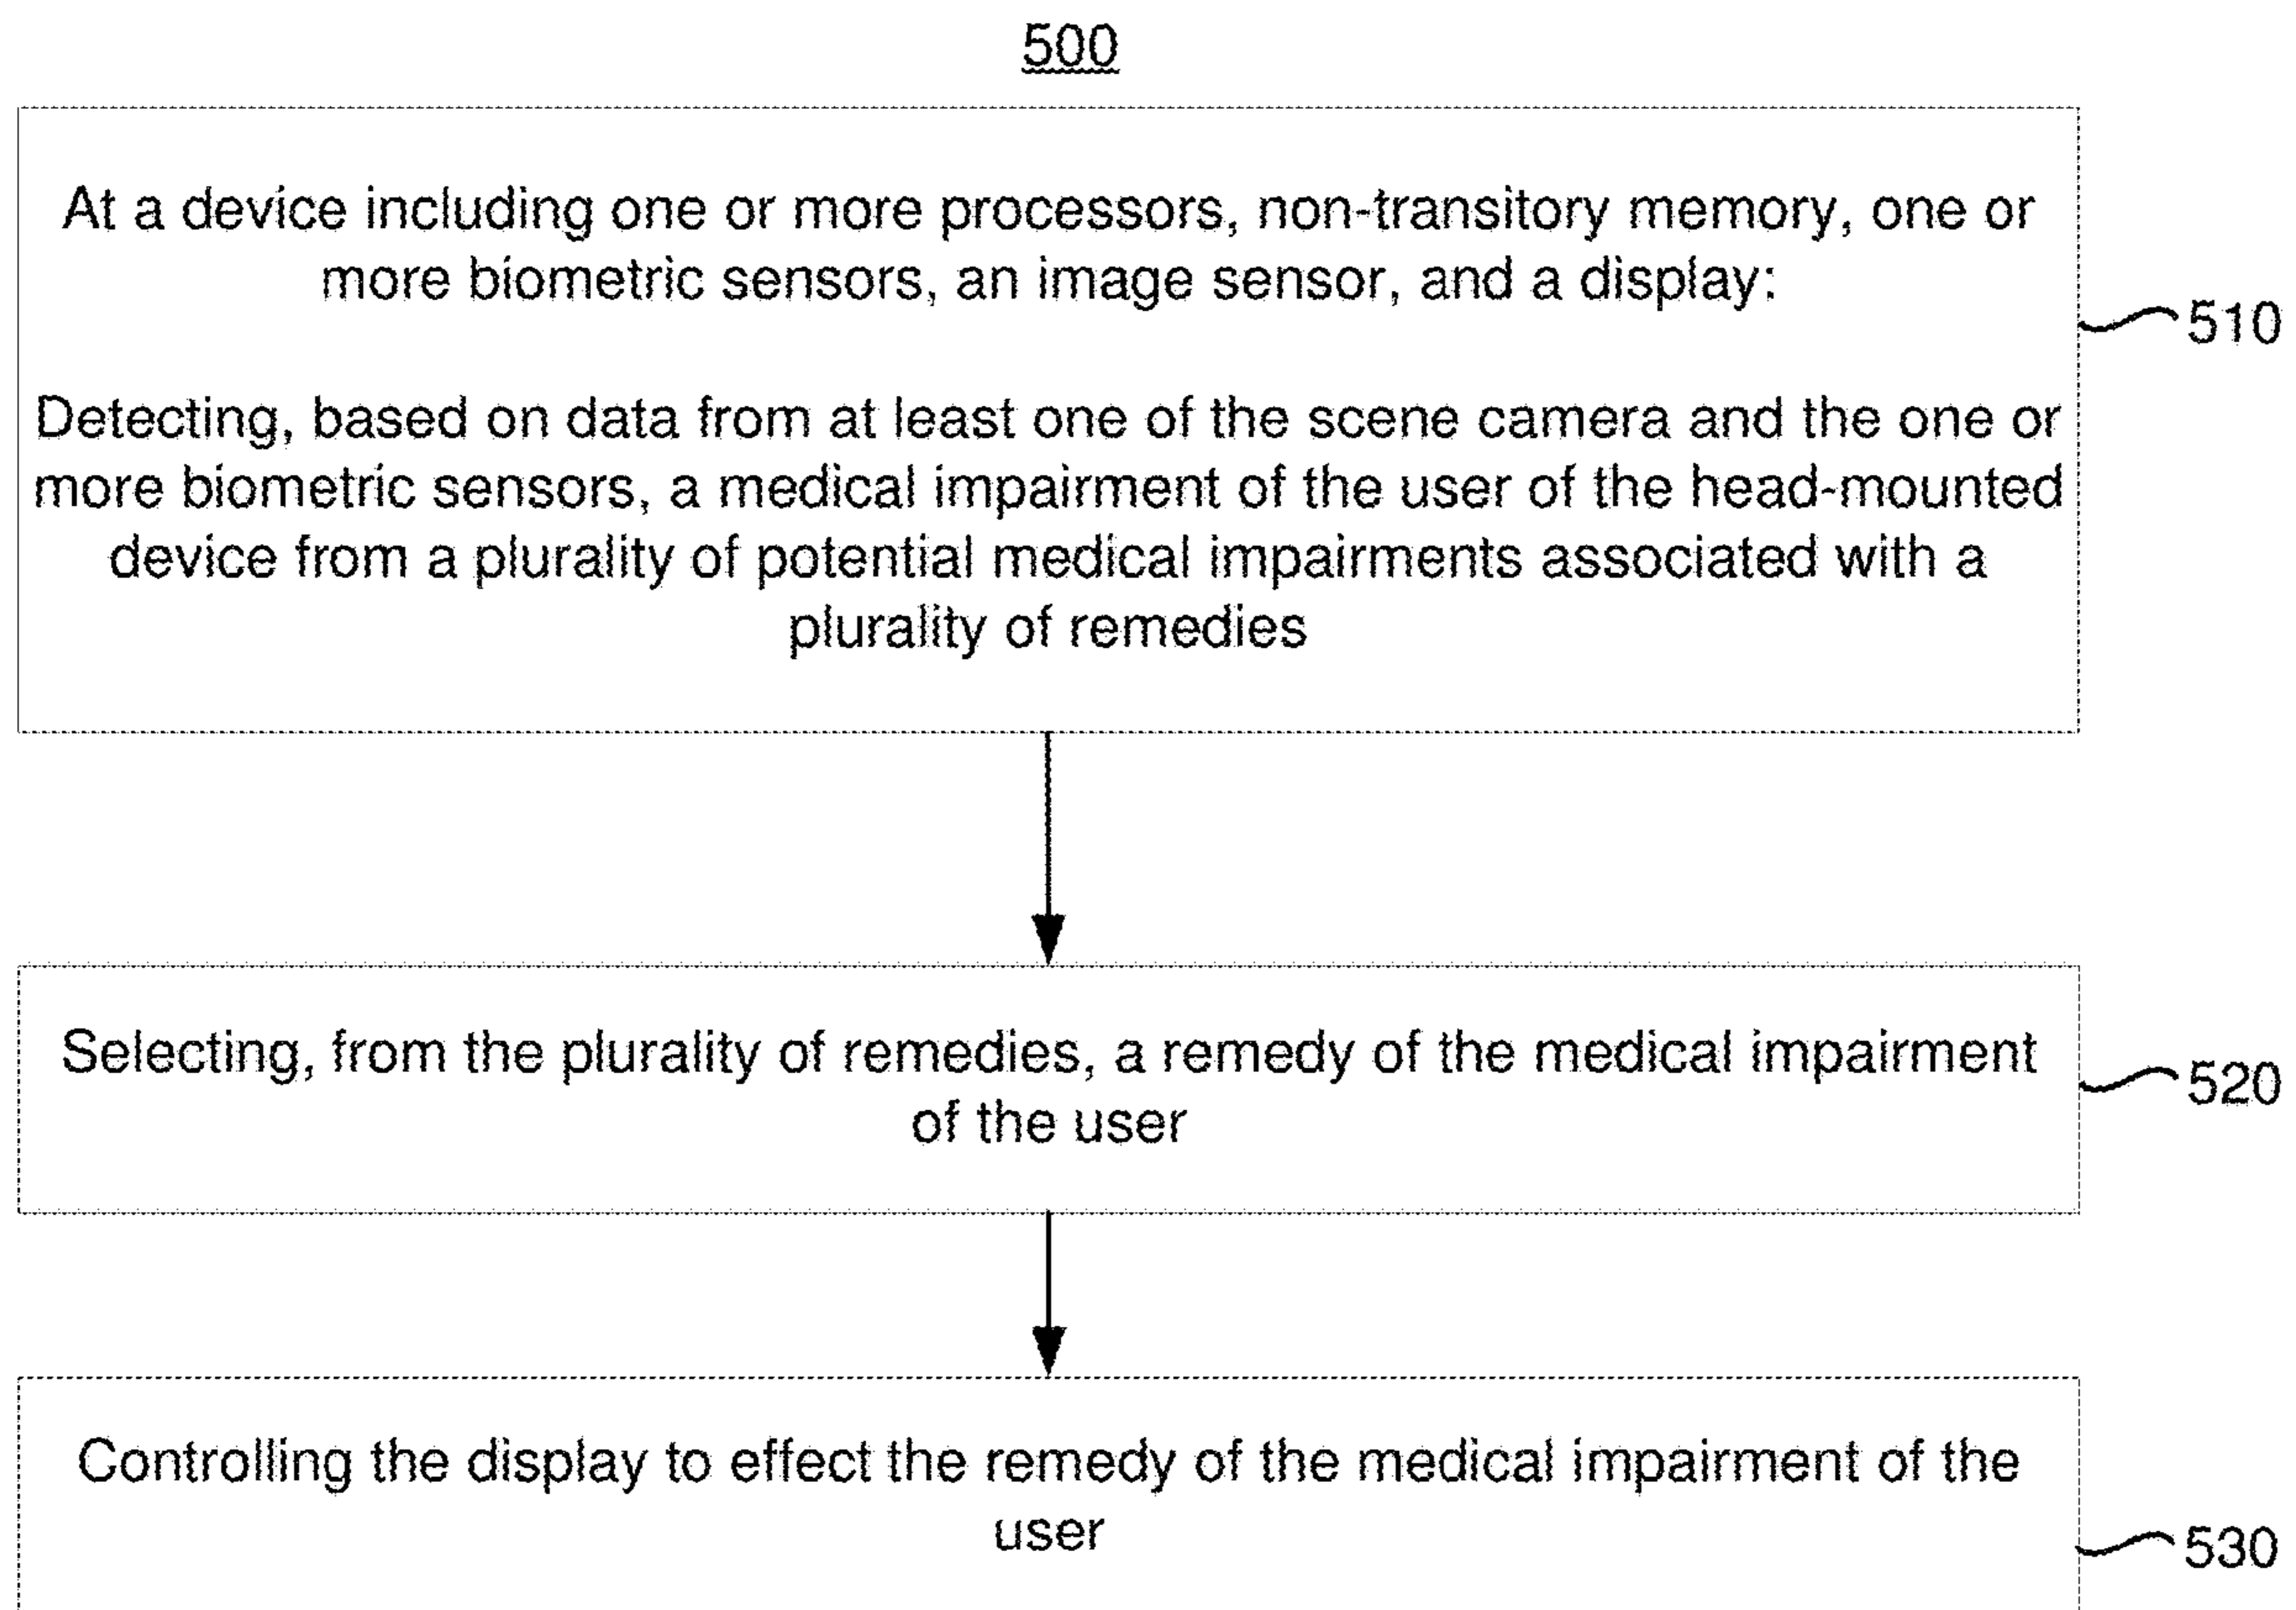 500
At a device including one or more processors, non-transitory memory, one or
more biometric sensors, an image sensor, and a display:
510
Detecting, based on data from at least one of the scene camera and the one or
more biometric sensors, a medical impairment of the user of the head-mounted
device from a plurality of potential medical impairments associated with a
plurality of remedies
Selecting, from the plurality of remedies, a remedy of the medical impairment
of the user
520
Controlling the display to effect the remedy of the medical impairment of the
user
530